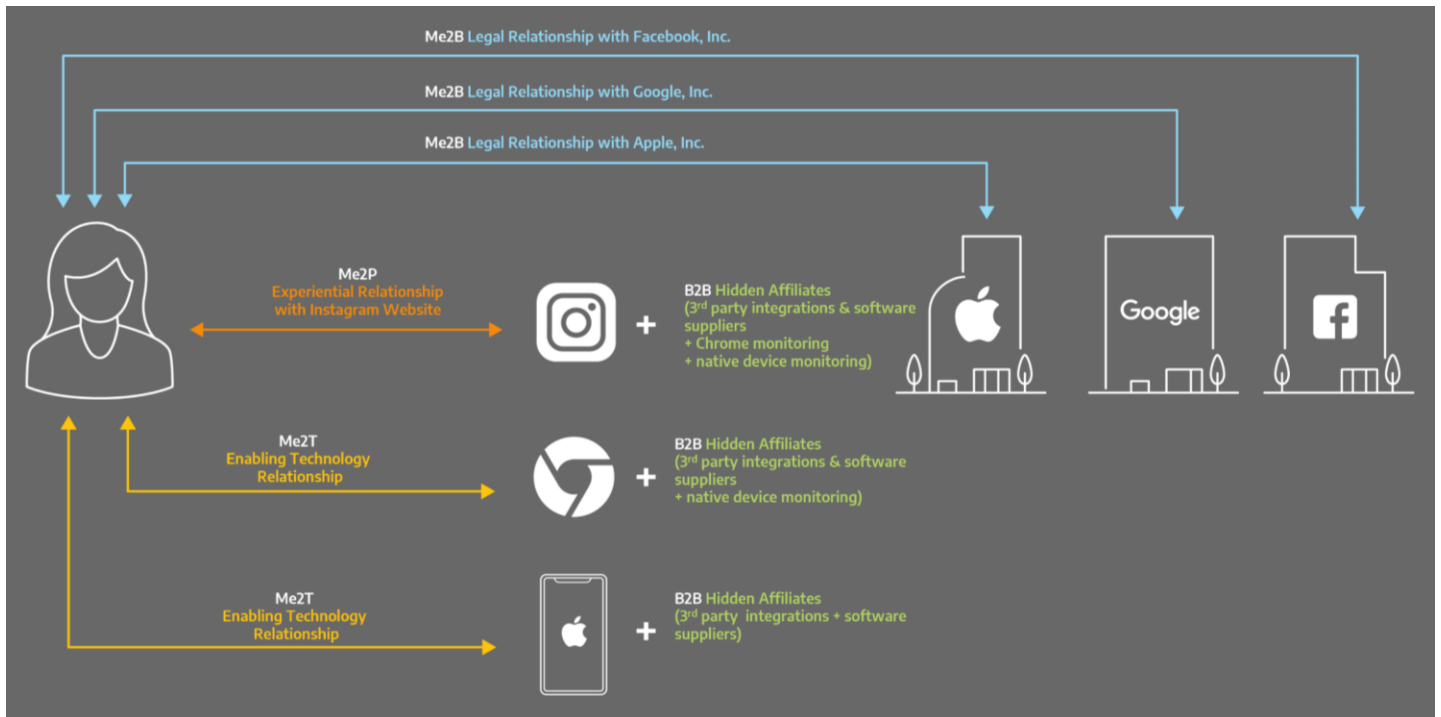 Me2B Legal Relationship with Facebook, Inc.
Me2B Legal Relationship with Google, Inc.
Me2B Legal Relationship with Apple, Inc.
Me2P
Experiential Relationship
with Instagram Website
B2B Hidden Affiliates
(3rd party integrations & software
suppliers
+ Chrome monitoring
+ native device monitoring)
Google
Me2T
Enabling Technology
Relationship
B2B Hidden Affiliates
(3rd party integrations & software
suppliers
+ native device monitoring)
Me2T
Enabling Technology
Relationship
B2B Hidden Affiliates
(3rd party integrations + software
suppliers)